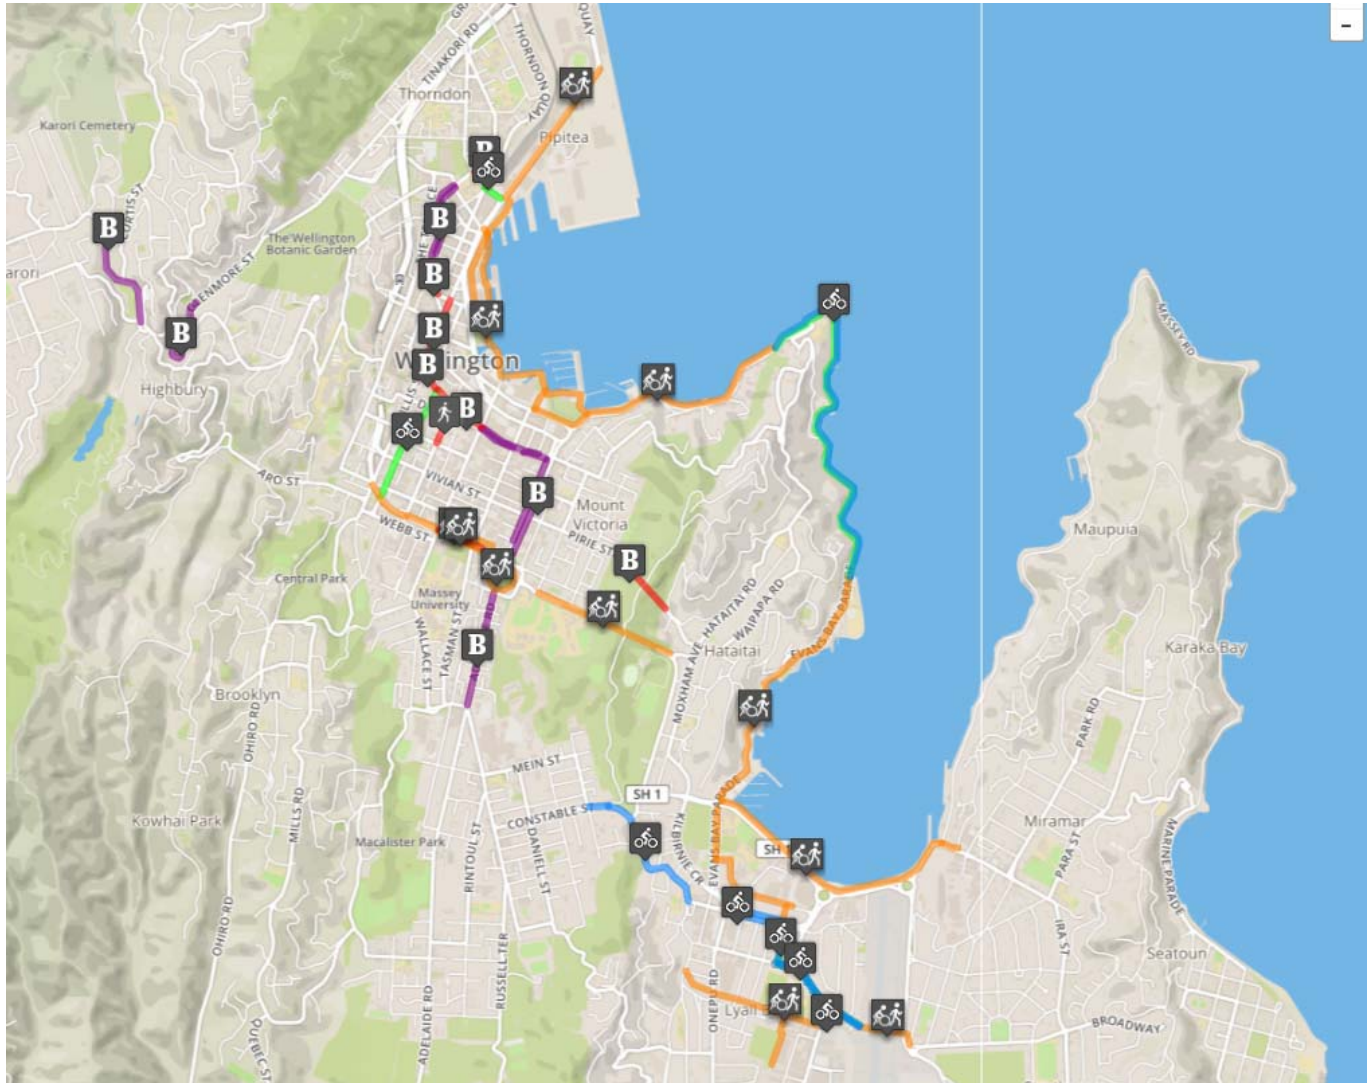 QUAY
TINAKORI RD
THORNDON QUAY
Thorndon
Karori Cemetery
Pipitea
B
CURTIS ST
B
B
The Wellington
Botanic Garden
arori
GLENMORE ST
B
MASSEY RD
B
B
Wellington
B
Highbury
B
ARO ST
VIVIAN ST
B
Mount
Victoria
WEBB ST
PIRIE ST
Maupuia
B
Central Park
Massey
University
HATAITAI RD
WAIPAPA RD
WALLACE ST
TASMAN ST
B
Hataitai
EVANS BAY PARADE
Karaka Bay
Brooklyn
MOXHAM AVE
OHIRO RD
PARK RD
MEIN ST
SH 1
CONSTABLE ST
EVANS BAY PARADE
Kowhai Park
MILLS RD
Macalister Park
KILBIRNIE CR
SH
Miramar
RINTOUL ST
DANIELL ST
PARA ST
MARINE PARADE
OHIRO RD
IRA ST
RUSSELL TER
Seatoun
ONEPU RD
ADELAIDE RD
Lyall
BROADWAY
QUEBEC ST
-